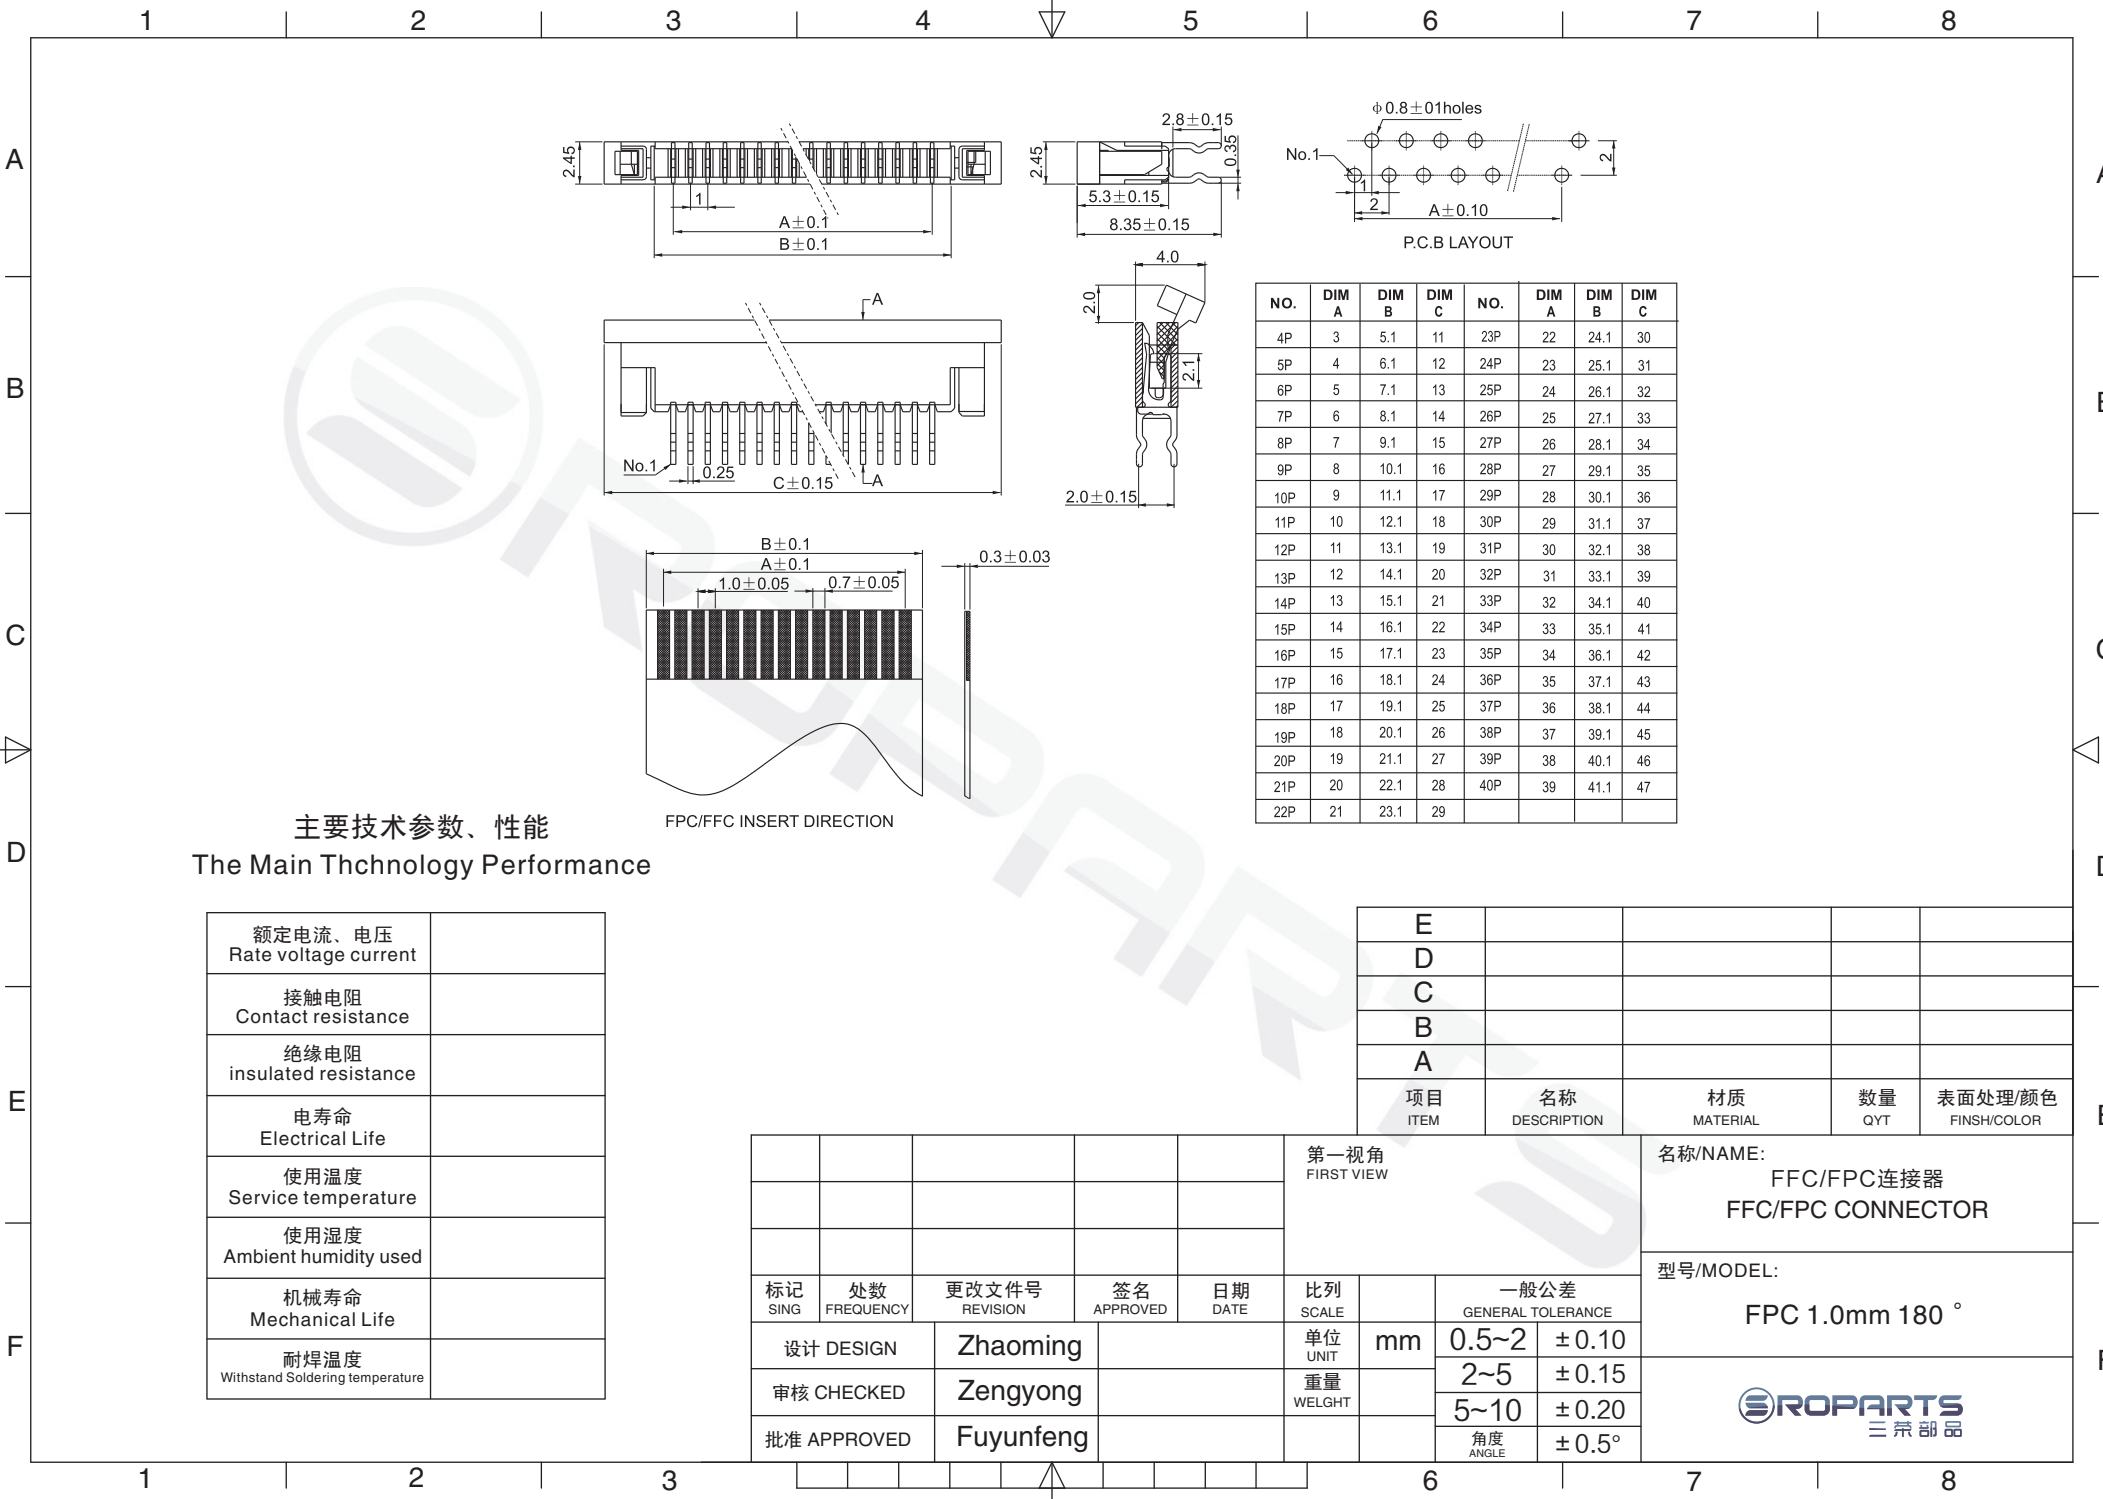 1 2 3 4 5 6 7 8
A
B
C
D
E
F
2.45
1
A±0.1
B±0.1
2.8±0.15
2.45
0.35
5.3±0.15
8.35±0.15
ϕ0.8±01holes
No.1
1
2
2
A±0.10
P.C.B LAYOUT
A
No.1
0.25
C±0.15
A
4.0
2.0
2.1
2.0±0.15
B±0.1
A±0.1
1.0±0.05
0.7±0.05
0.3±0.03
FPC/FFC INSERT DIRECTION
NO. DIM A DIM B DIM C NO. DIM A DIM B DIM C
4P 3 5.1 11 23P 22 24.1 30
5P 4 6.1 12 24P 23 25.1 31
6P 5 7.1 13 25P 24 26.1 32
7P 6 8.1 14 26P 25 27.1 33
8P 7 9.1 15 27P 26 28.1 34
9P 8 10.1 16 28P 27 29.1 35
10P 9 11.1 17 29P 28 30.1 36
11P 10 12.1 18 30P 29 31.1 37
12P 11 13.1 19 31P 30 32.1 38
13P 12 14.1 20 32P 31 33.1 39
14P 13 15.1 21 33P 32 34.1 40
15P 14 16.1 22 34P 33 35.1 41
16P 15 17.1 23 35P 34 36.1 42
17P 16 18.1 24 36P 35 37.1 43
18P 17 19.1 25 37P 36 38.1 44
19P 18 20.1 26 38P 37 39.1 45
20P 19 21.1 27 39P 38 40.1 46
21P 20 22.1 28 40P 39 41.1 47
22P 21 23.1 29
主要技术参数、性能
The Main Thchnology Performance
额定电流、电压
Rate voltage current
接触电阻
Contact resistance
绝缘电阻
insulated resistance
电寿命
Electrical Life
使用温度
Service temperature
使用湿度
Ambient humidity used
机械寿命
Mechanical Life
耐焊温度
Withstand Soldering temperature
E
D
C
B
A
项目 名称 材质 数量 表面处理/颜色
ITEM DESCRIPTION MATERIAL QYT FINSH/COLOR
第一视角
FIRST VIEW
名称/NAME:
FFC/FPC连接器
FFC/FPC CONNECTOR
型号/MODEL:
FPC 1.0mm 180 °
标记 处数 更改文件号 签名 日期 比列 一般公差
SING FREQUENCY REVISION APPROVED DATE SCALE GENERAL TOLERANCE
设计 DESIGN Zhaoming
审核 CHECKED Zengyong
批准 APPROVED Fuyunfeng
单位
UNIT
mm
重量
WELGHT
0.5~2 ±0.10
2~5 ±0.15
5~10 ±0.20
角度
ANGLE
±0.5°
SROPARTS
三荣部品
SROPARTS
A
B
C
D
E
F
1 2 3 6 7 8